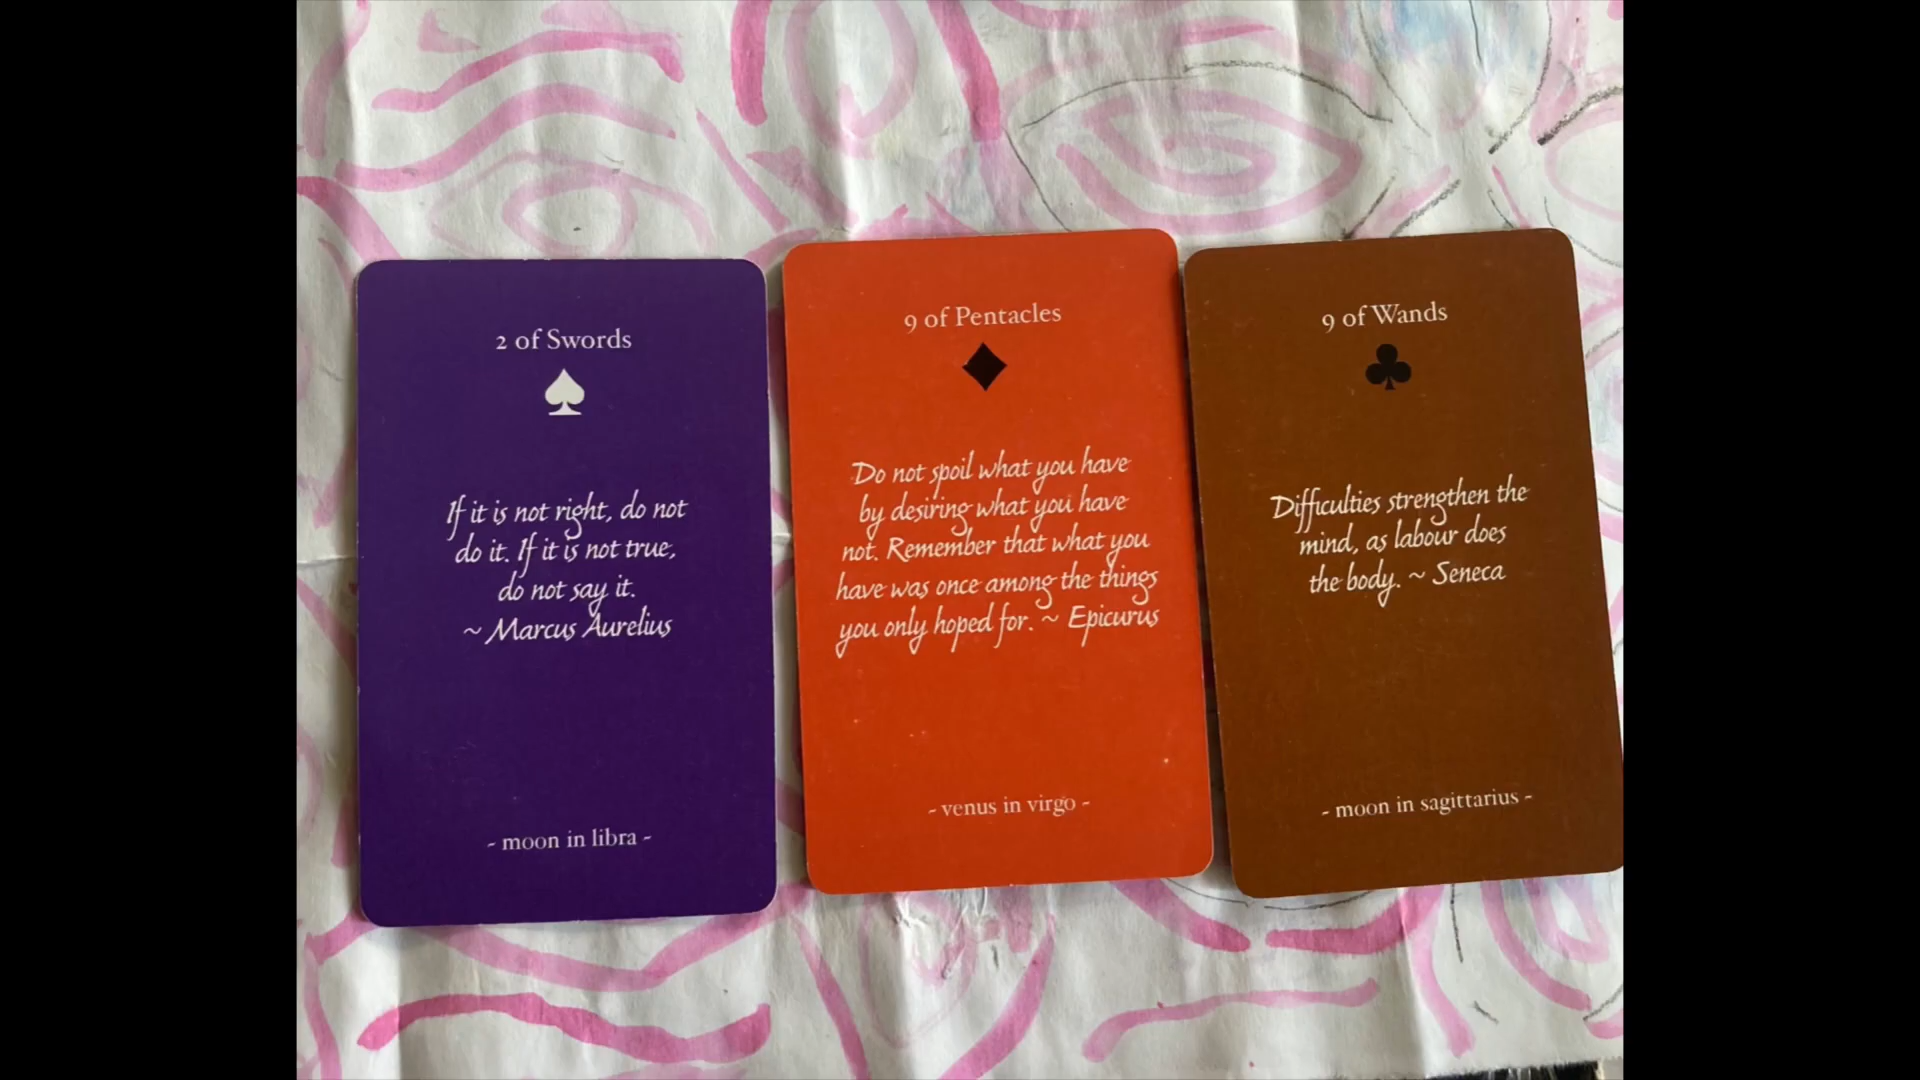 2 of Swords
If it is not right, do not
do it. If it is not true,
do not say it.
~ Marcus Aurelius
- moon in libra -
9 of Pentacles
Do not spoil what you have
by desiring what you have
not. Remember that what you
have was once among the things
you only hoped for. ~ Epicurus
- venus in virgo -
9 of Wands
Difficulties strengthen the
mind, as labour does
the body. ~ Seneca
- moon in sagittarius -